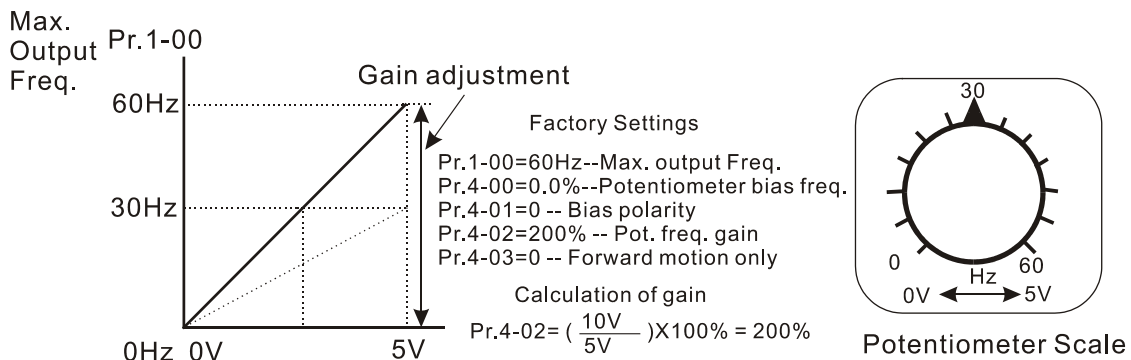 Max.
Output
Freq.
Pr.1-00
60Hz
30Hz
0Hz 0V
5V
Gain adjustment
Factory Settings
Pr.1-00=60Hz--Max. output Freq.
Pr.4-00=0.0%--Potentiometer bias freq.
Pr.4-01=0 -- Bias polarity
Pr.4-02=200% -- Pot. freq. gain
Pr.4-03=0 -- Forward motion only
Calculation of gain
Pr.4-02= ( 10V
5V )X100% = 200%
30
0
60
Hz
0V
5V
Potentiometer Scale